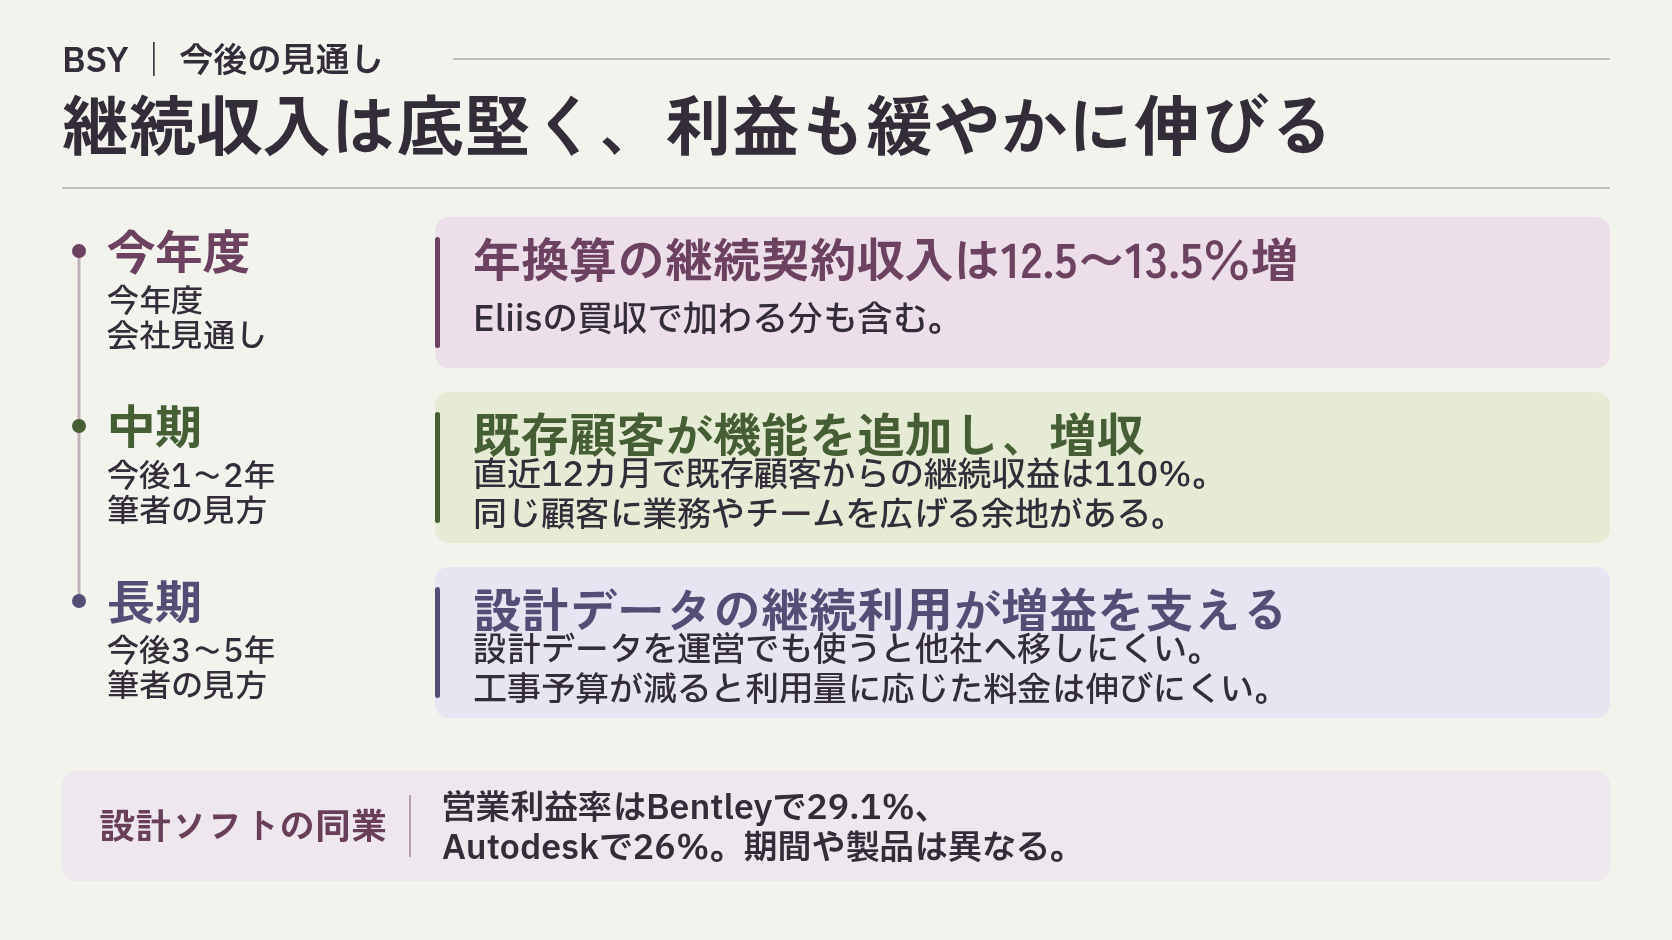 BSY | 今後の見通し
継続収入は底堅く、利益も緩やかに伸びる
今年度
今年度
会社見通し
年換算の継続契約収入は12.5〜13.5%増
Eliisの買収で加わる分も含む。
中期
今後1〜2年
筆者の見方
既存顧客が機能を追加し、増収
直近12カ月で既存顧客からの継続収益は110%。
同じ顧客に業務やチームを広げる余地がある。
長期
今後3〜5年
筆者の見方
設計データの継続利用が増益を支える
設計データを運営でも使うと他社へ移しにくい。
工事予算が減ると利用量に応じた料金は伸びにくい。
設計ソフトの同業
営業利益率はBentleyで29.1%、
Autodeskで26%。期間や製品は異なる。